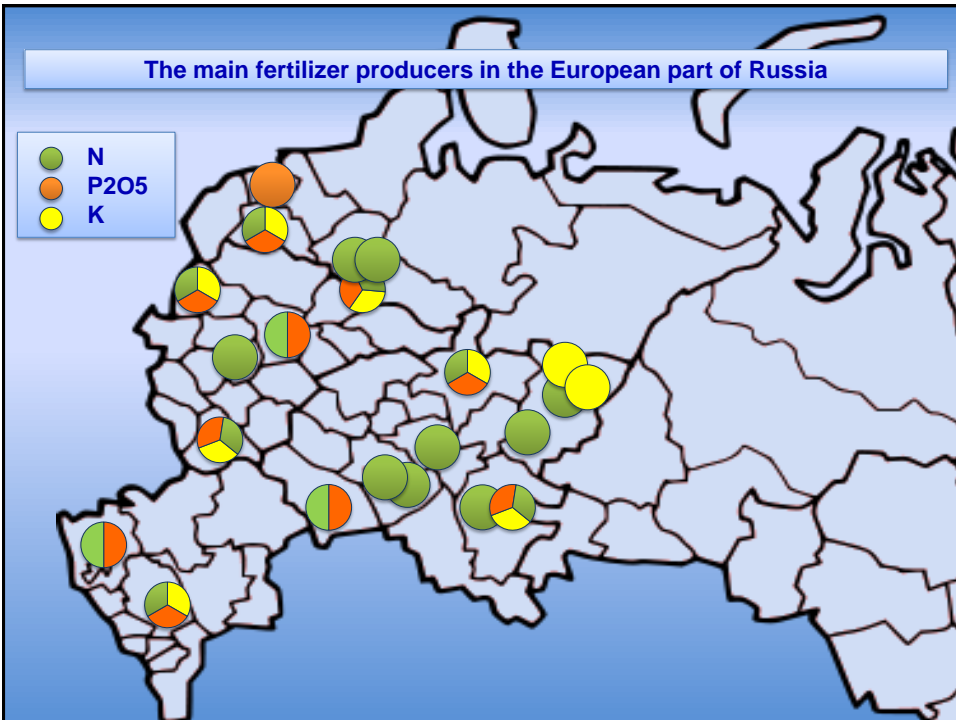 The main fertilizer producers in the European part of Russia
N
P2O5
K